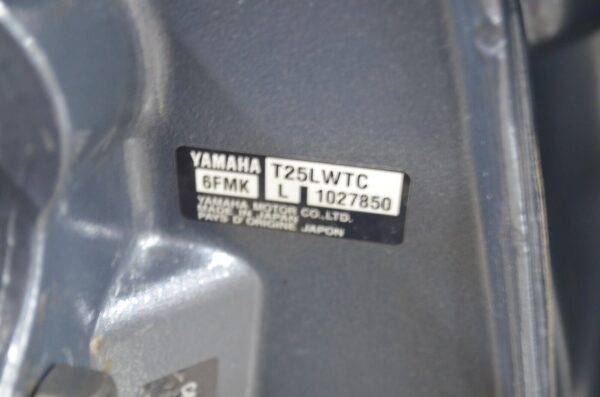 YAMAHA T25LWTC
6FMK L 1027850
YAMAHA MOTOR CO.,LTD.
MADE IN JAPAN
PAYS D ORIGINE JAPON